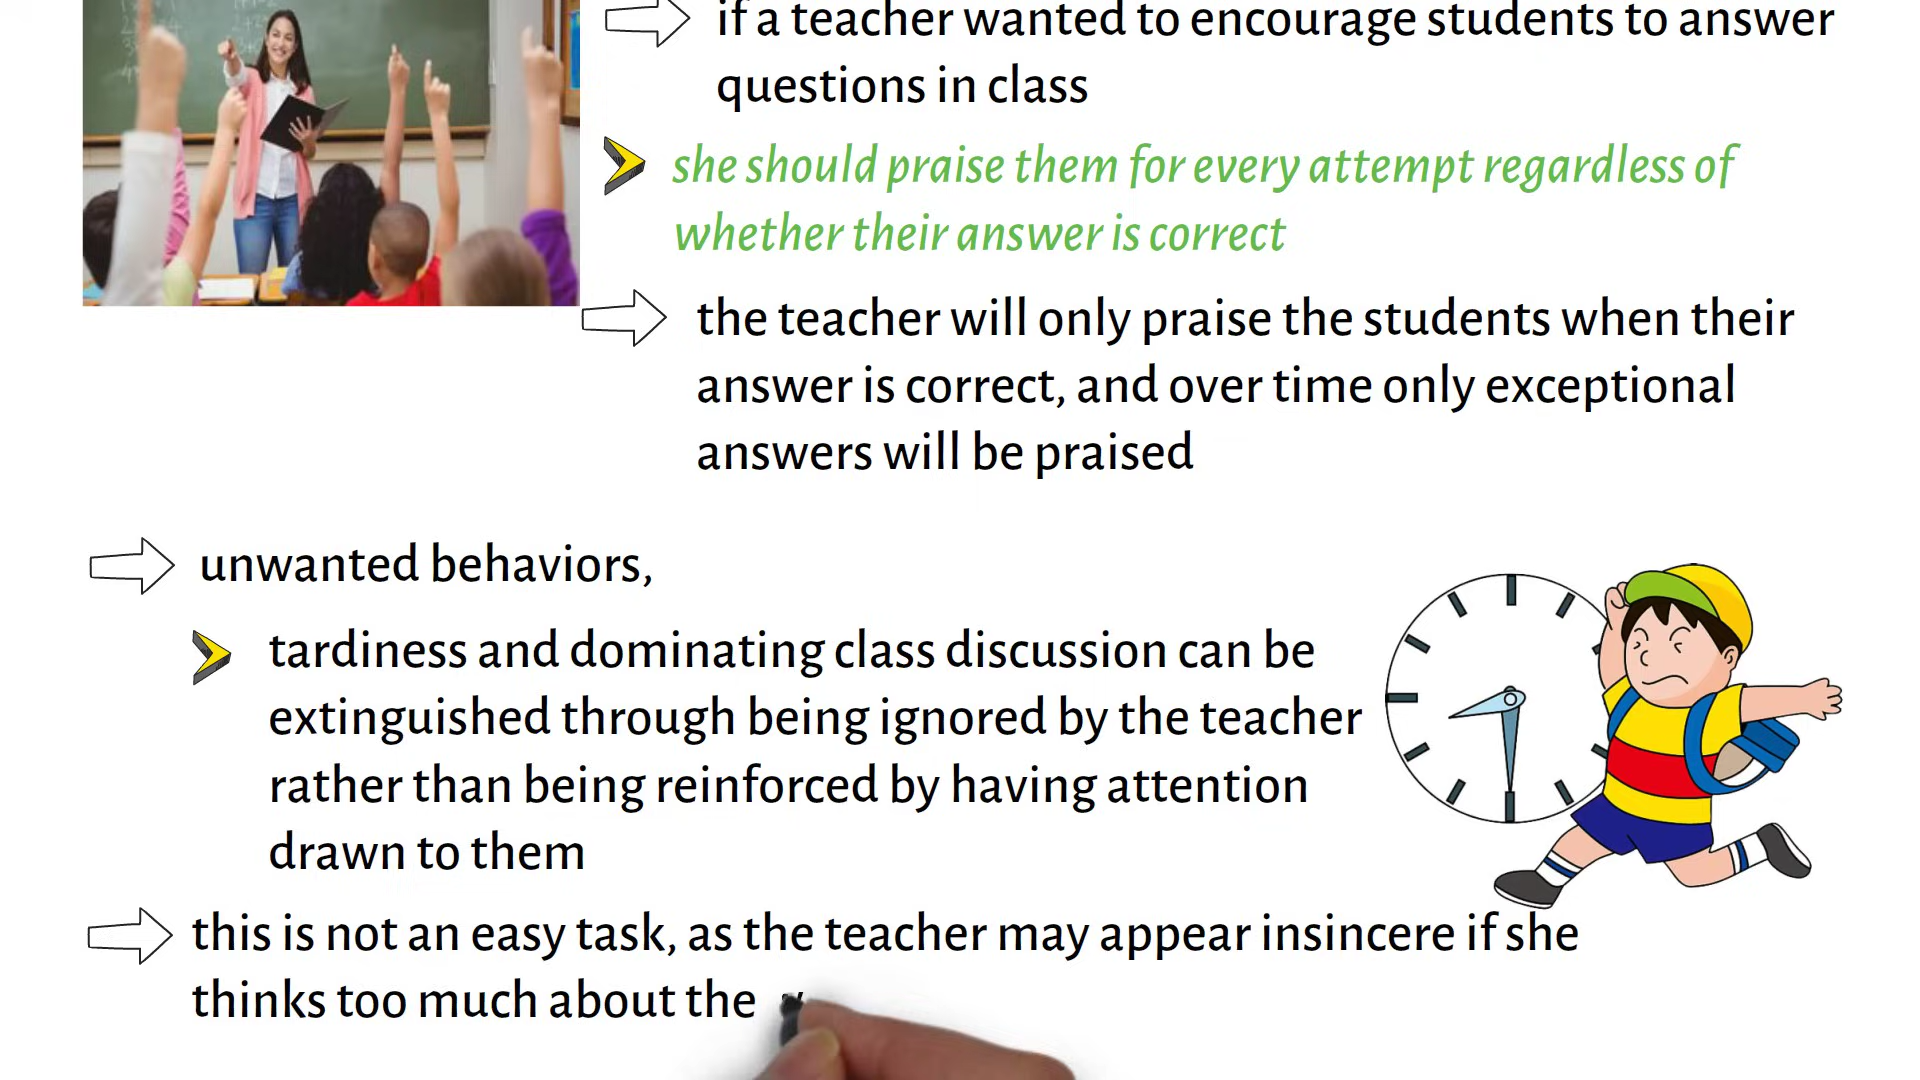 if a teacher wanted to encourage students to answer
questions in class
she should praise them for every attempt regardless of
whether their answer is correct
the teacher will only praise the students when their
answer is correct, and over time only exceptional
answers will be praised
unwanted behaviors,
tardiness and dominating class discussion can be
extinguished through being ignored by the teacher
rather than being reinforced by having attention
drawn to them
this is not an easy task, as the teacher may appear insincere if she
thinks too much about the